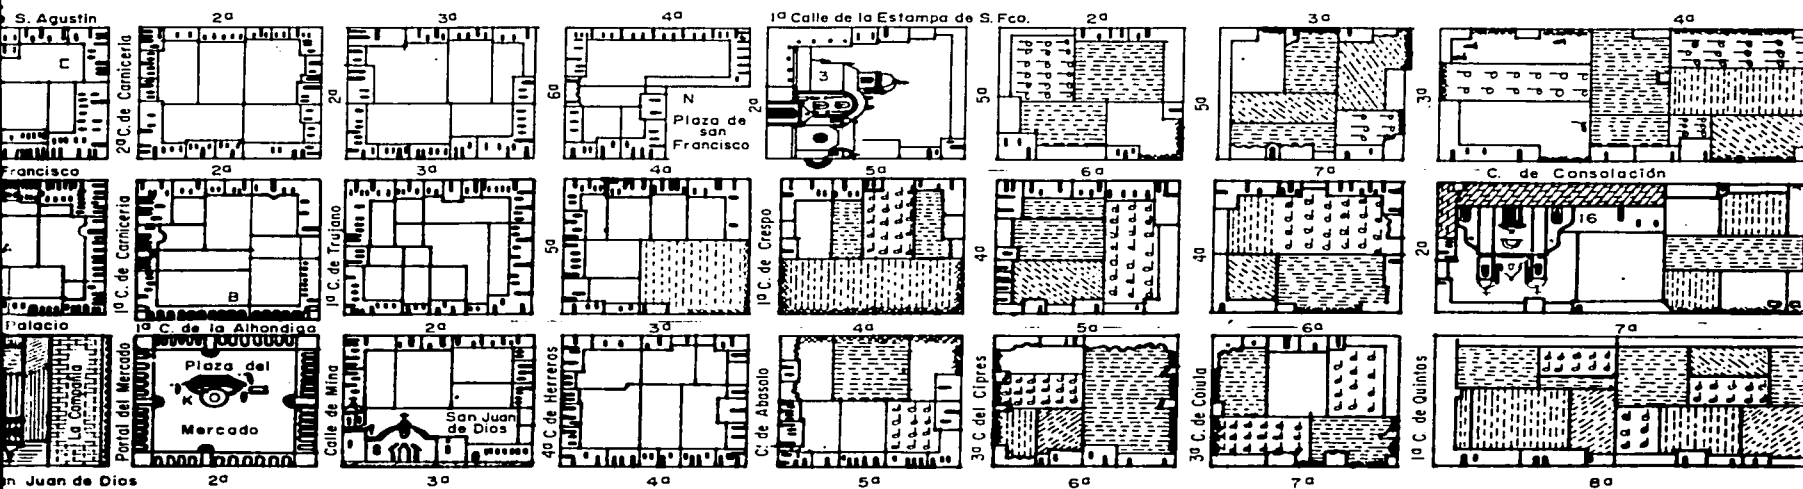 S. Agustin
2ª
3ª
4ª
1ª Calle de la Estampa de S. Fco.
2ª
3ª
4ª
C
2ª C. de Carniceria
2ª
6ª
N
Plaza de
san
Francisco
2ª
3
5ª
5ª
3ª
Francisco
2ª
3ª
4ª
5ª
6ª
7ª
C. de Consolación
A
1ª C. de Carniceria
B
1ª C. de Trujano
5ª
1ª C. de Crespo
4ª
4ª
2ª
16
Palacio
1ª C. de la Alhondiga
2ª
3ª
4ª
5ª
6ª
7ª
La Compañia
Portal del Mercado
Plaza del
K
Mercado
Calle de Mina
San Juan
de Dios
8
4ª C de Herreros
C. de Abasolo
3ª C. del Cipres
3ª C. de Colula
1ª C. de Quintos
n Juan de Dios
2ª
3ª
4ª
5ª
6ª
7ª
8ª